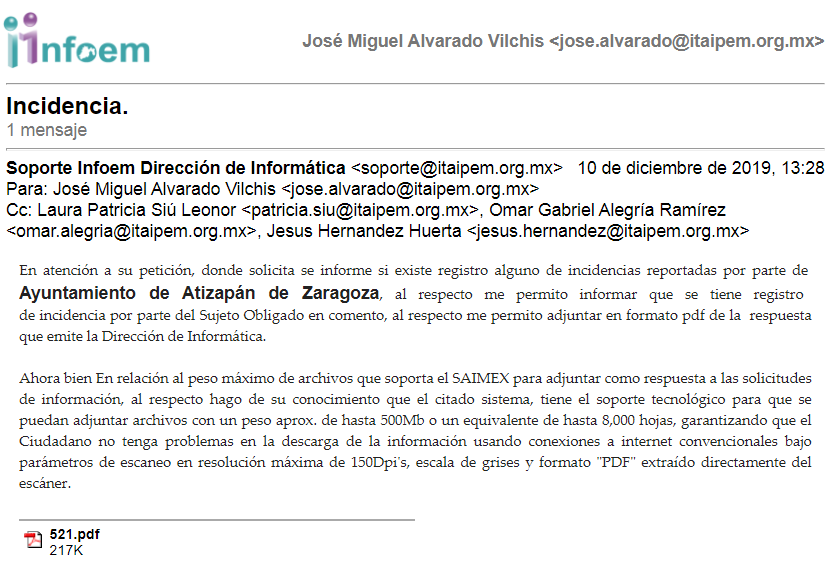 infoem
José Miguel Alvarado Vilchis <jose.alvarado@itaipem.org.mx>
Incidencia.
1 mensaje
Soporte Infoem Dirección de Informática <soporte@itaipem.org.mx> 10 de diciembre de 2019, 13:28
Para: José Miguel Alvarado Vilchis <jose.alvarado@itaipem.org.mx>
Cc: Laura Patricia Siú Leonor <patricia.siu@itaipem.org.mx>, Omar Gabriel Alegría Ramírez
<omar.alegria@itaipem.org.mx>, Jesus Hernandez Huerta <jesus.hernandez@itaipem.org.mx>
En atención a su petición, donde solicita se informe si existe registro alguno de incidencias reportadas por parte de
Ayuntamiento de Atizapán de Zaragoza, al respecto me permito informar que se tiene registro
de incidencia por parte del Sujeto Obligado en comento, al respecto me permito adjuntar en formato pdf de la respuesta
que emite la Dirección de Informática.
Ahora bien En relación al peso máximo de archivos que soporta el SAIMEX para adjuntar como respuesta a las solicitudes
de información, al respecto hago de su conocimiento que el citado sistema, tiene el soporte tecnológico para que se
puedan adjuntar archivos con un peso aprox. de hasta 500Mb o un equivalente de hasta 8,000 hojas, garantizando que el
Ciudadano no tenga problemas en la descarga de la información usando conexiones a internet convencionales bajo
parámetros de escaneo en resolución máxima de 150Dpi's, escala de grises y formato "PDF" extraído directamente del
escáner.
521.pdf
217K